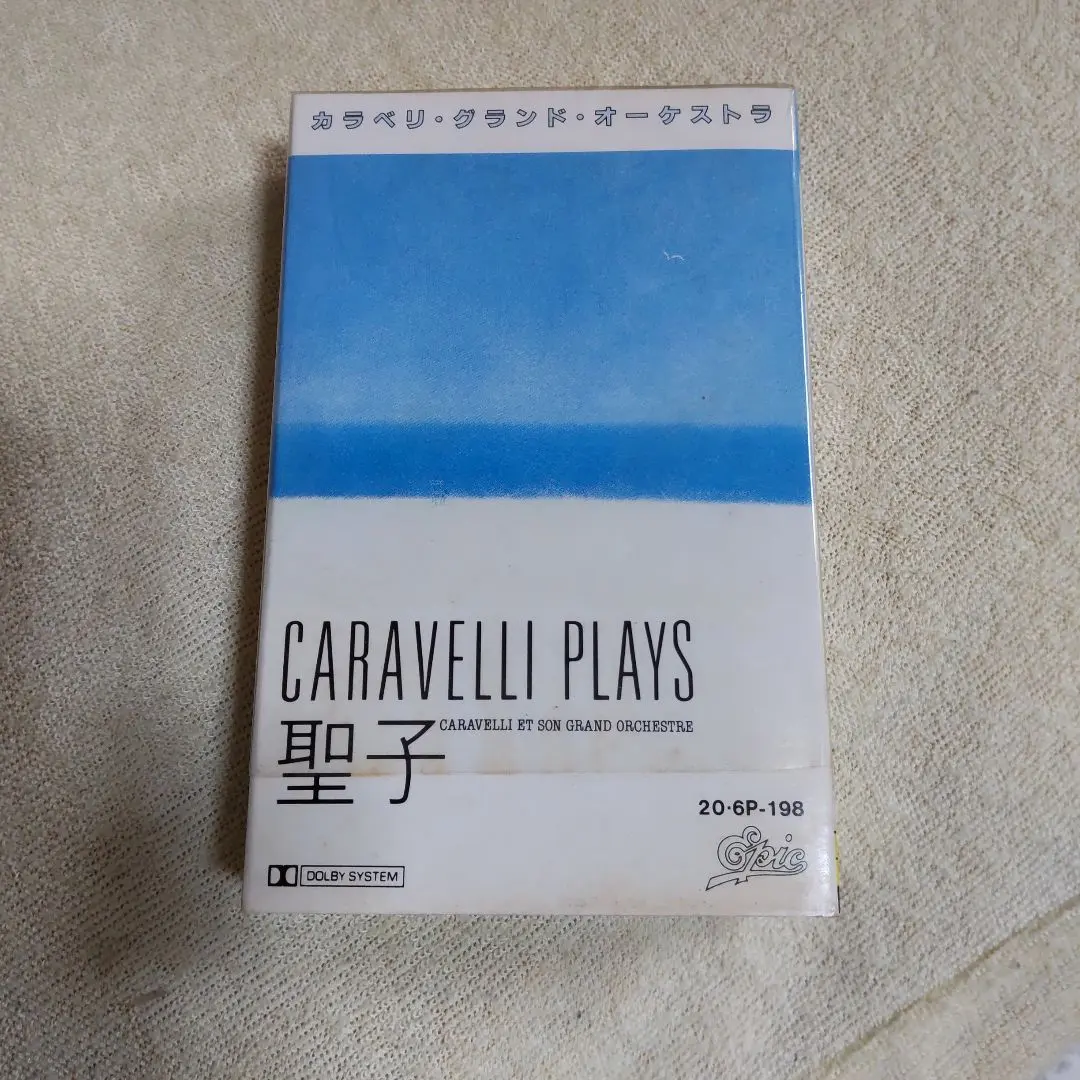 カラベリ・グランド・オーケストラ
CARAVELLI PLAYS
聖子
CARAVELLI ET SON GRAND ORCHESTRE
20・6P-198
Epic
DOLBY SYSTEM